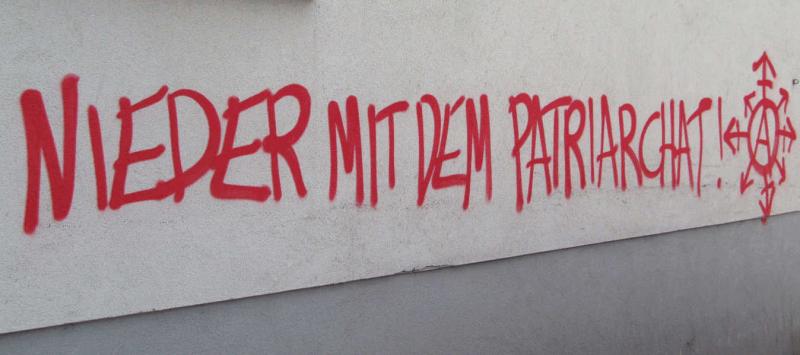 NIEDER MIT DEM PATRIARCHAT! A